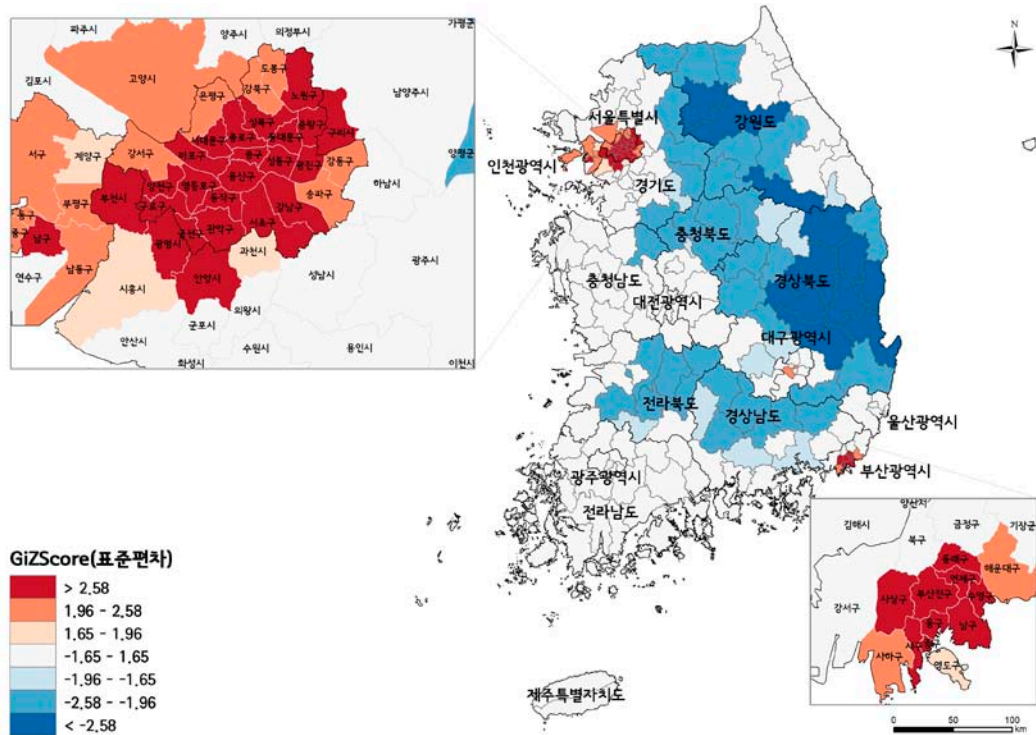 파주시
양주시
의정부시
가평군
김포시
고양시
도봉구
은평구
강북구
노원구
남양주시
성북구
중랑구
구리시
서대문구
종로구
동대문구
서구
계양구
강서구
마포구
중구
성동구
광진구
강동구
양평군
용산구
하남시
부평구
부천시
양천구
영등포구
구로구
동작구
강남구
송파구
동구
중구
남구
광명시
금천구
관악구
서초구
과천시
광주시
연수구
남동구
시흥시
안양시
성남시
의왕시
군포시
안산시
화성시
수원시
용인시
이천시
N
서울특별시
강원도
인천광역시
경기도
충청북도
충청남도
경상북도
대전광역시
대구광역시
전라북도
경상남도
울산광역시
부산광역시
광주광역시
전라남도
제주특별자치도
GiZScore(표준편차)
> 2.58
1.96 - 2.58
1.65 - 1.96
-1.65 - 1.65
-1.96 - -1.65
-2.58 - -1.96
< -2.58
김해시
금정구
기장군
북구
동래구
해운대구
연제구
강서구
사상구
부산진구
수영구
동구
남구
서구
사하구
영도구
0 50 100
km